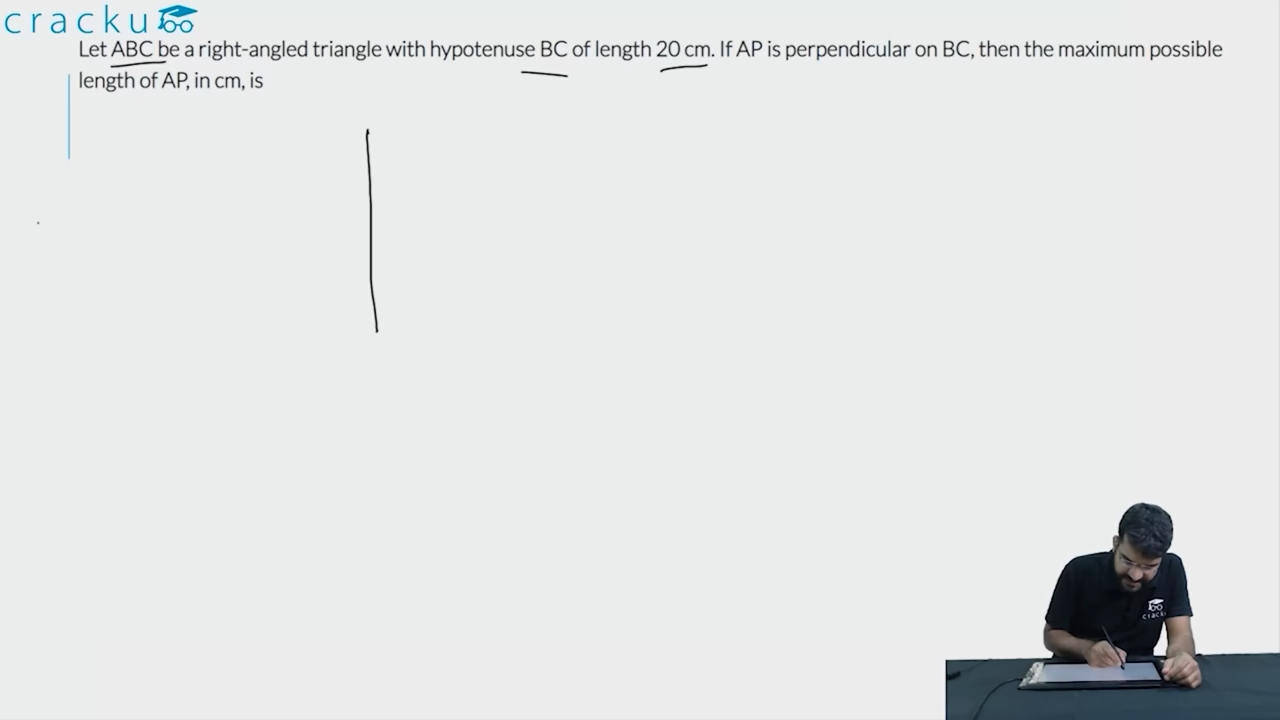 cracku
Let ABC be a right-angled triangle with hypotenuse BC of length 20 cm. If AP is perpendicular on BC, then the maximum possible
length of AP, in cm, is
cracku